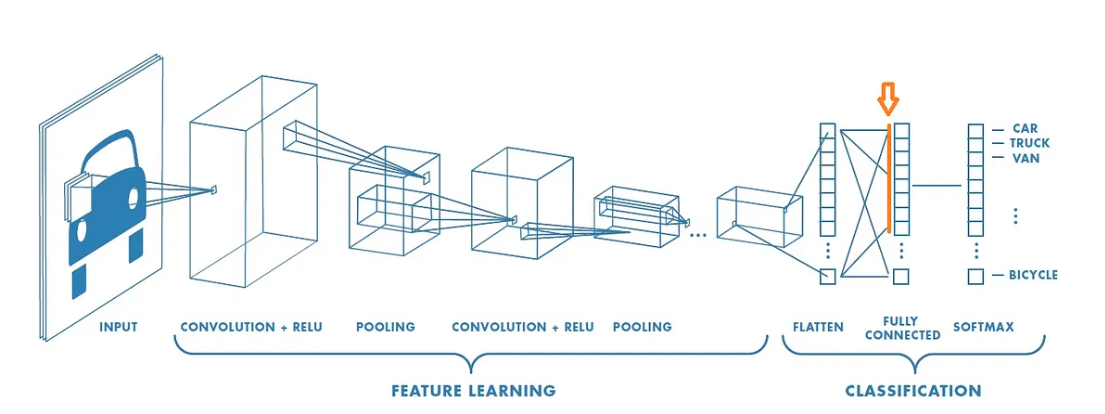 CAR
TRUCK
VAN
BICYCLE
INPUT
CONVOLUTION + RELU
POOLING
CONVOLUTION + RELU
POOLING
FLATTEN
FULLY
CONNECTED
SOFTMAX
FEATURE LEARNING
CLASSIFICATION